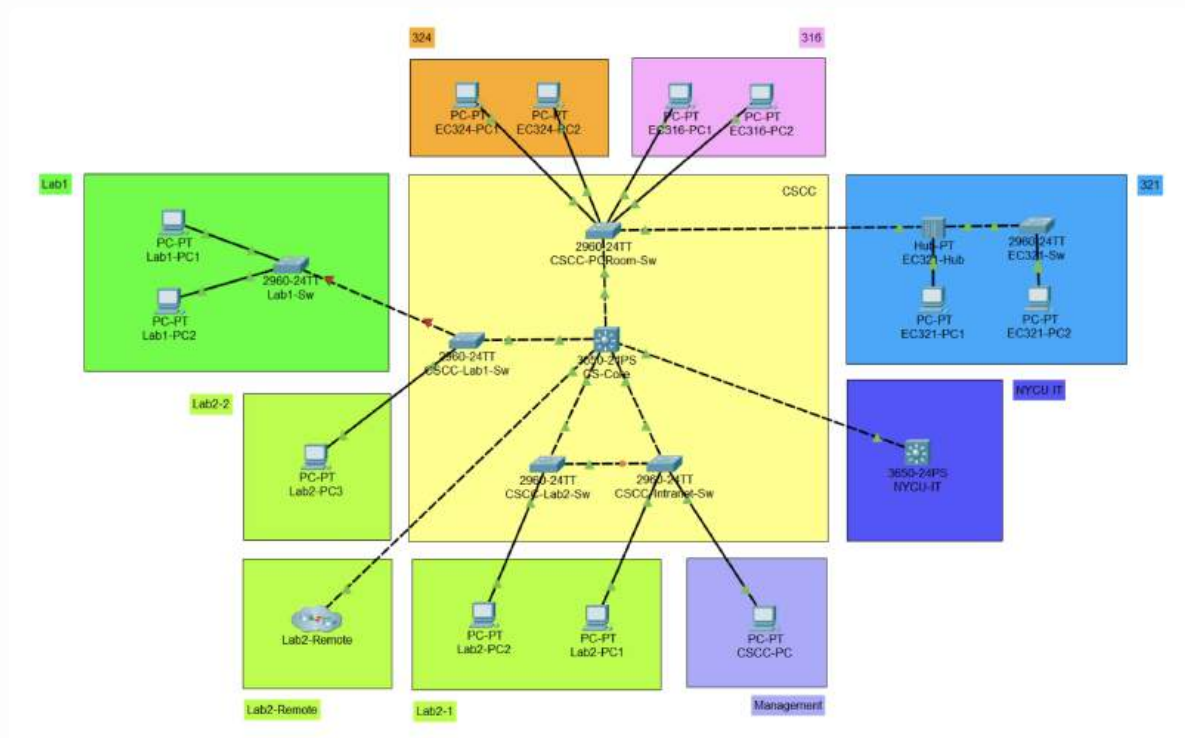 324
316
PC-PT
EC324-PC1
PC-PT
EC324-PC2
PC-PT
EC316-PC1
PC-PT
EC316-PC2
Lab1
CSCC
321
PC-PT
Lab1-PC1
2960-24TT
Lab1-Sw
PC-PT
Lab1-PC2
2960-24TT
CSCC-PCRoom-Sw
Hub-PT
EC321-Hub
2960-24TT
EC321-Sw
PC-PT
EC321-PC1
PC-PT
EC321-PC2
2960-24TT
CSCC-Lab1-Sw
3650-24PS
CS-Core
Lab2-2
NYCU IT
PC-PT
Lab2-PC3
2960-24TT
CSCC-Lab2-Sw
2960-24TT
CSCC-Intranet-Sw
3650-24PS
NYCU-IT
Lab2-Remote
PC-PT
Lab2-PC2
PC-PT
Lab2-PC1
PC-PT
CSCC-PC
Lab2-Remote
Lab2-1
Management